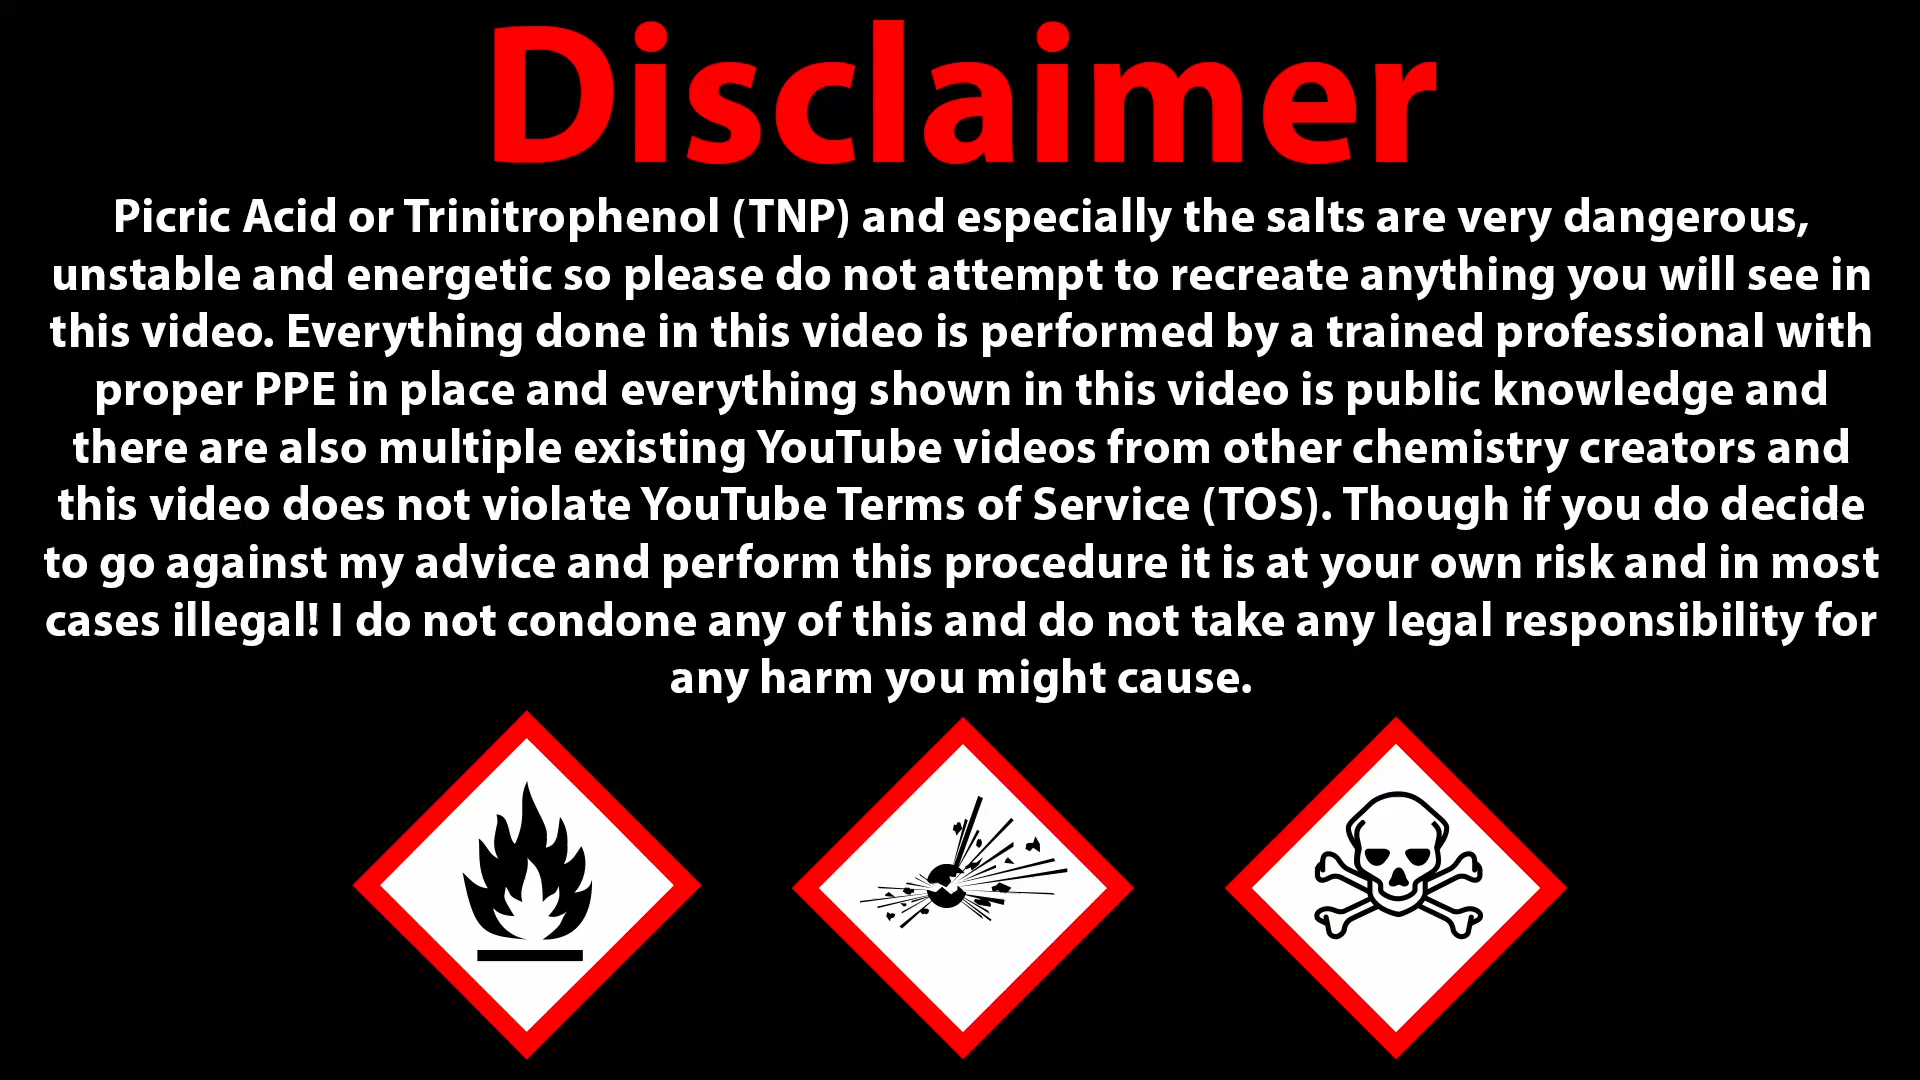 Disclaimer
Picric Acid or Trinitrophenol (TNP) and especially the salts are very dangerous,
unstable and energetic so please do not attempt to recreate anything you will see in
this video. Everything done in this video is performed by a trained professional with
proper PPE in place and everything shown in this video is public knowledge and
there are also multiple existing YouTube videos from other chemistry creators and
this video does not violate YouTube Terms of Service (TOS). Though if you do decide
to go against my advice and perform this procedure it is at your own risk and in most
cases illegal! I do not condone any of this and do not take any legal responsibility for
any harm you might cause.